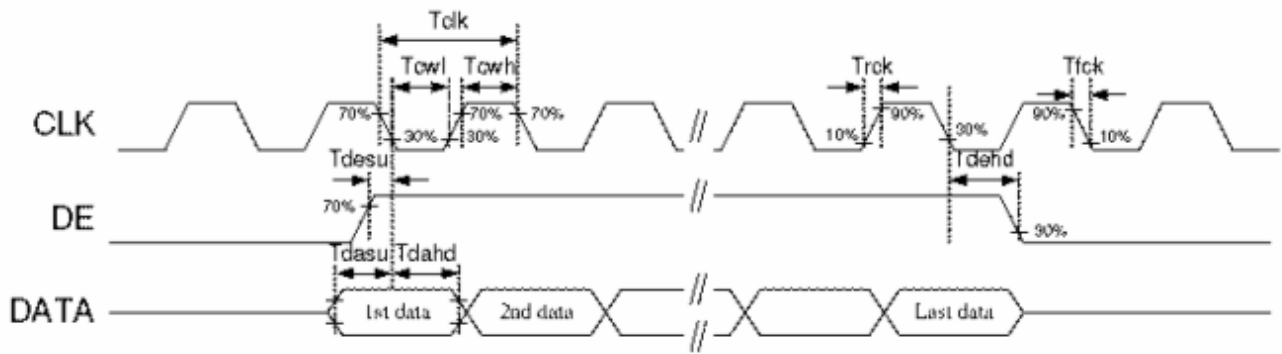 Tclk
Tcwl Tcwh Trck Tfck
CLK 70% 30% 70% 30% 70% // 10% 90% 30% 90% 10%
Tdesu Tdehd
DE 70% // 30%
Tdasu Tdahd
DATA 1st data 2nd data // Last data